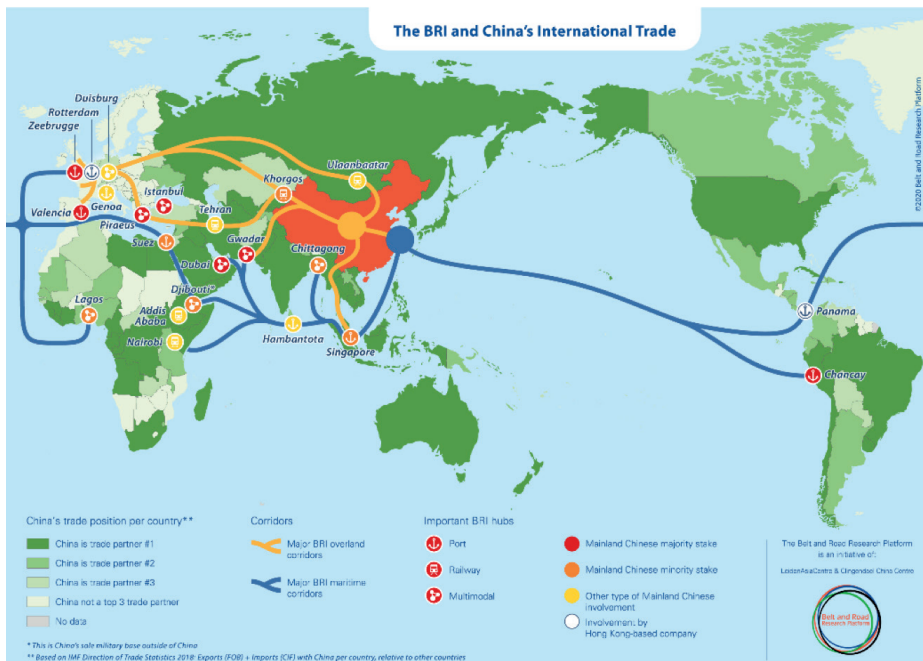 The BRI and China's International Trade
Duisburg
Rotterdam
Zeebrugge
Ulaanbaatar
Khorgos
Istanbul
Genoa
Tehran
Valencia
Piraeus
Gwadar
Suez
Chittagong
Dubai
Djibouti*
Lagos
Addis
Ababa
Panama
Hambantota
Nairobi
Singapore
Chancay
©2020 Belt and Road Research Platform
China's trade position per country**
China is trade partner #1
China is trade partner #2
China is trade partner #3
China not a top 3 trade partner
No data
Corridors
Major BRI overland
corridors
Major BRI maritime
corridors
Important BRI hubs
Port
Railway
Multimodal
Mainland Chinese majority stake
Mainland Chinese minority stake
Other type of Mainland Chinese
involvement
Involvement by
Hong Kong-based company
The Belt and Road Research Platform
is an initiative of:
LeidenAsiaCentre & Clingendael China Centre
Belt and Road
Research Platform
* This is China's sole military base outside of China
** Based on IMF Direction of Trade Statistics 2018: Exports (FOB) + Imports (CIF) with China per country, relative to other countries